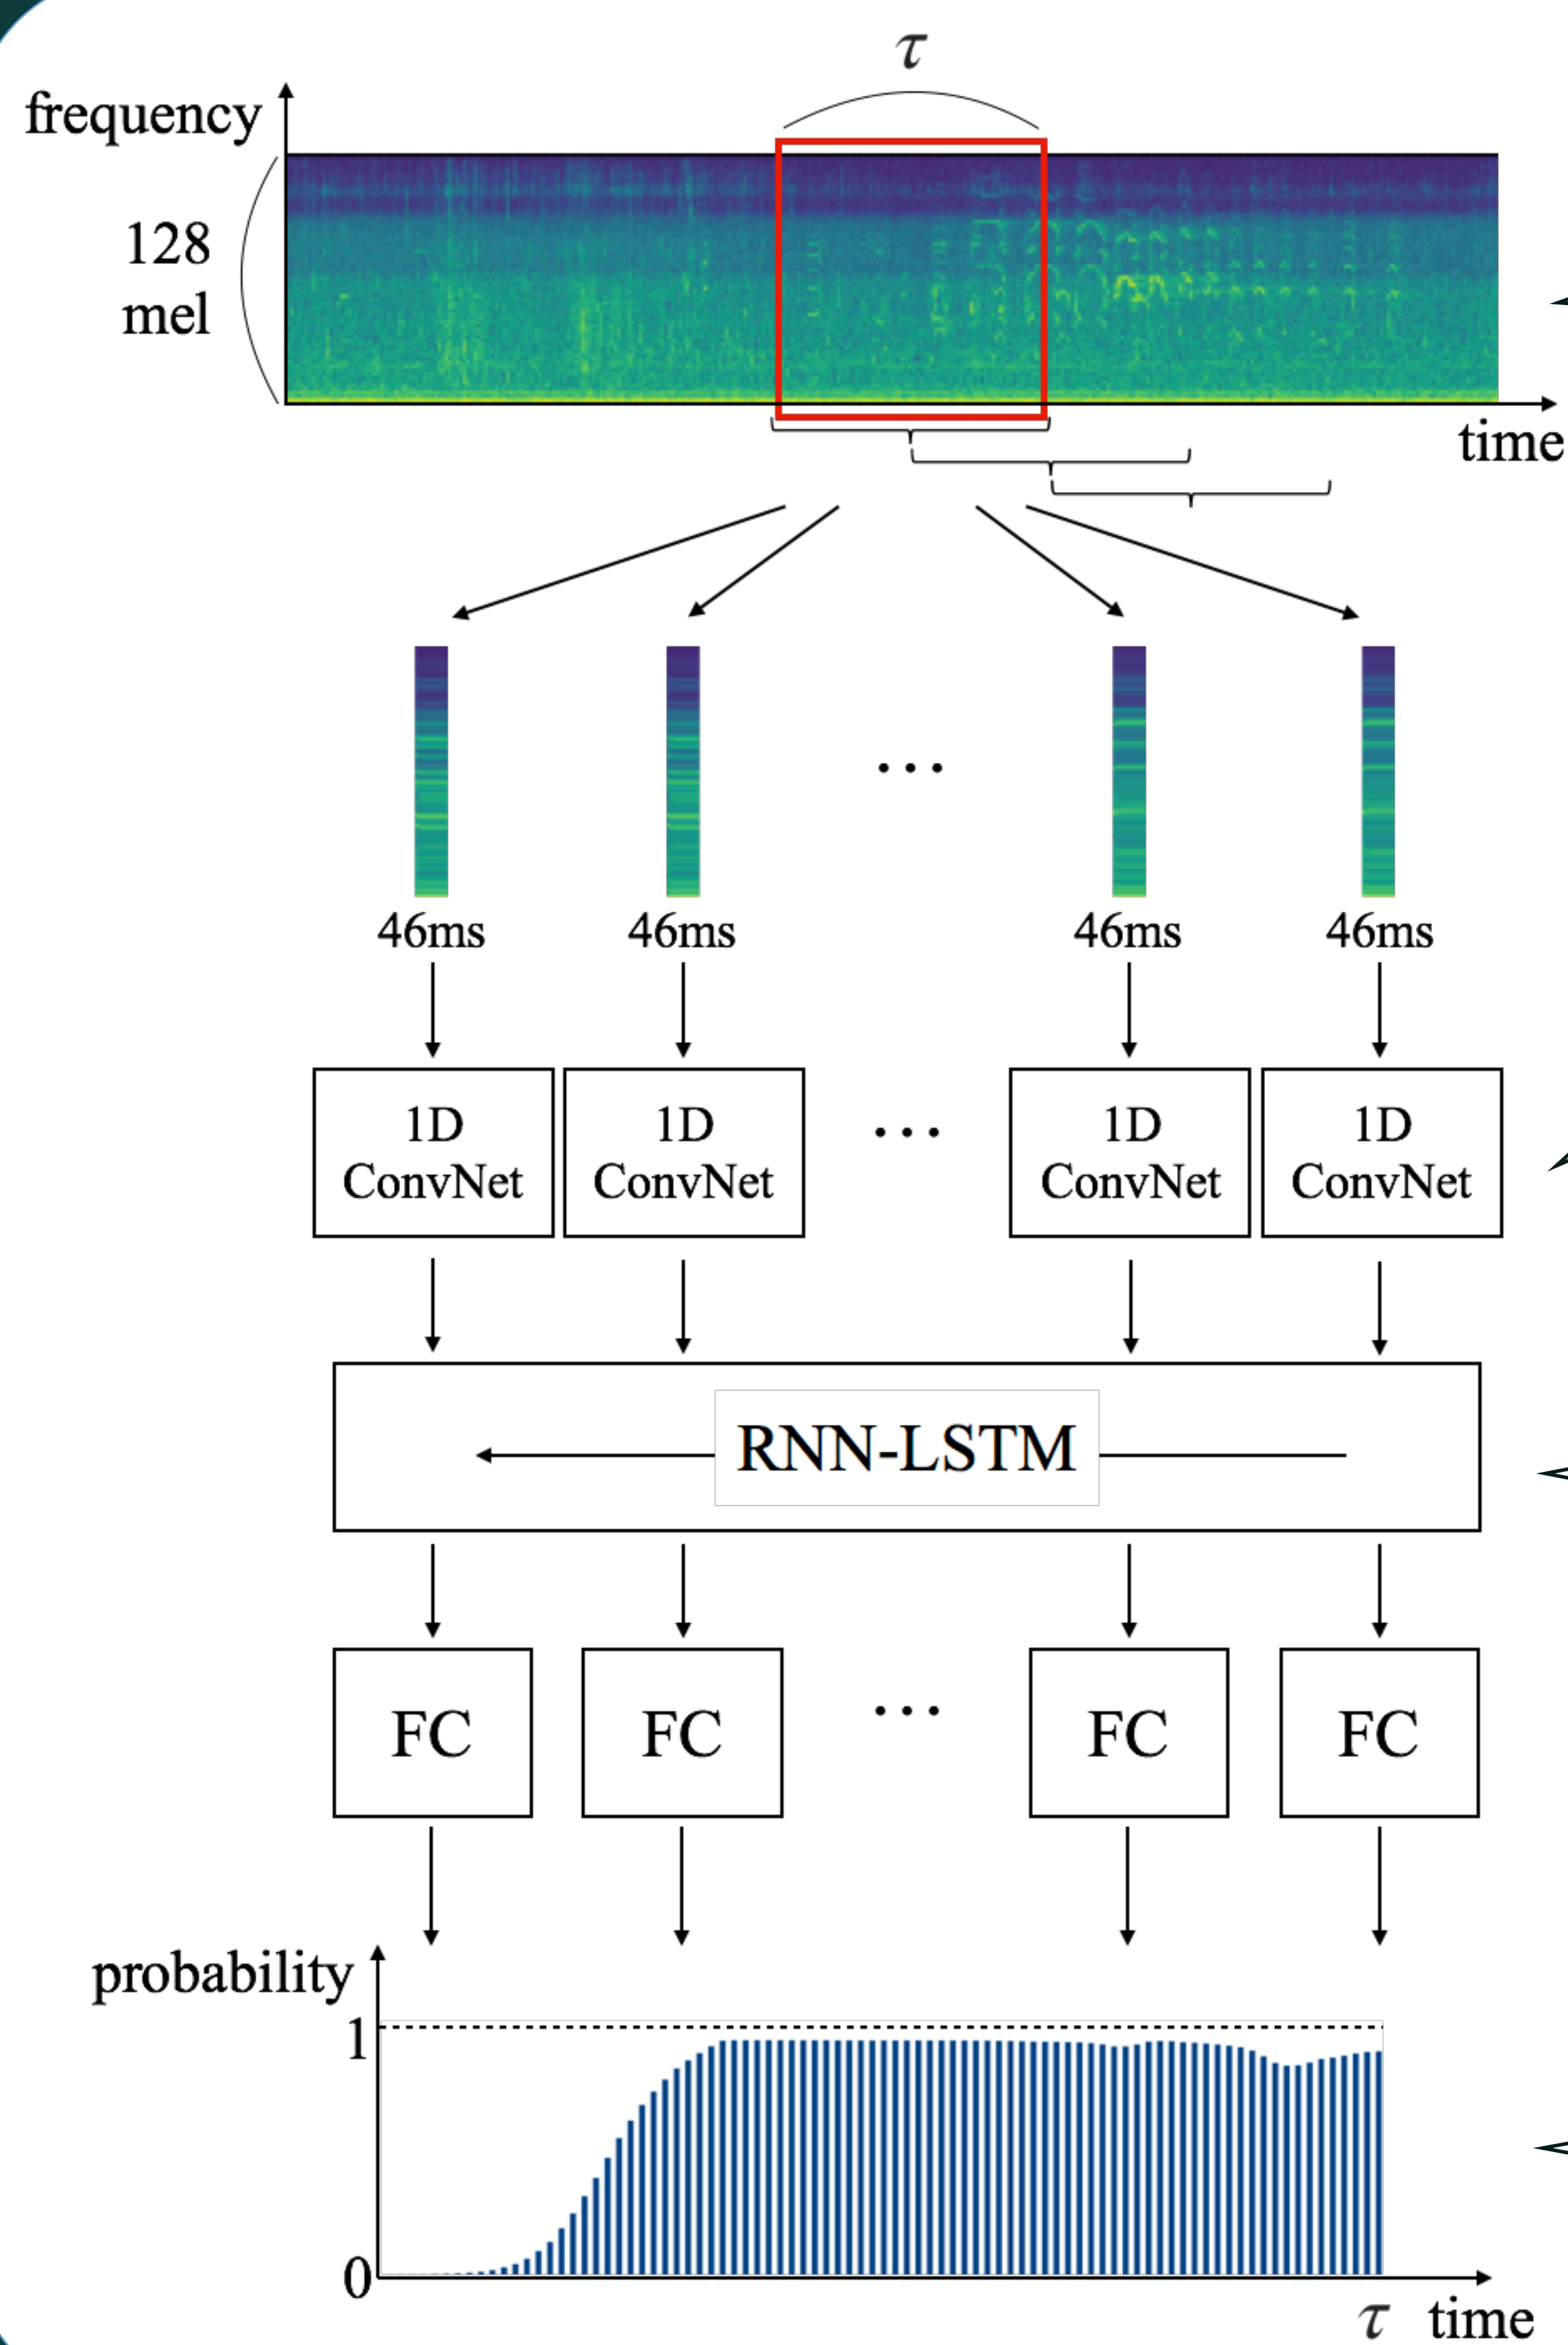 τ
frequency
128
mel
time
...
46ms 46ms 46ms 46ms
1D 1D ... 1D 1D
ConvNet ConvNet ConvNet ConvNet
RNN-LSTM
FC FC ... FC FC
probability
1
0
τ time